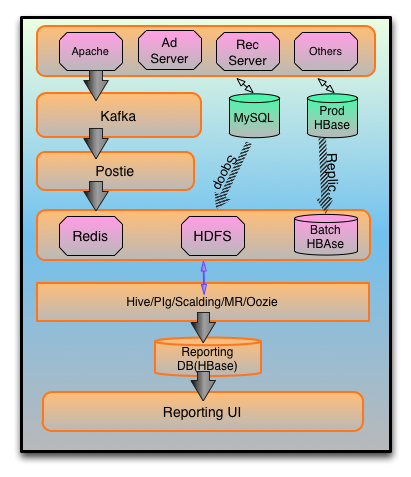 Apache
Ad
Server
Rec
Server
Others
Kafka
MySQL
Prod
HBase
Postie
Sqoop
Replic
Redis
HDFS
Batch
HBAse
Hive/PIg/Scalding/MR/Oozie
Reporting
DB(HBase)
Reporting UI